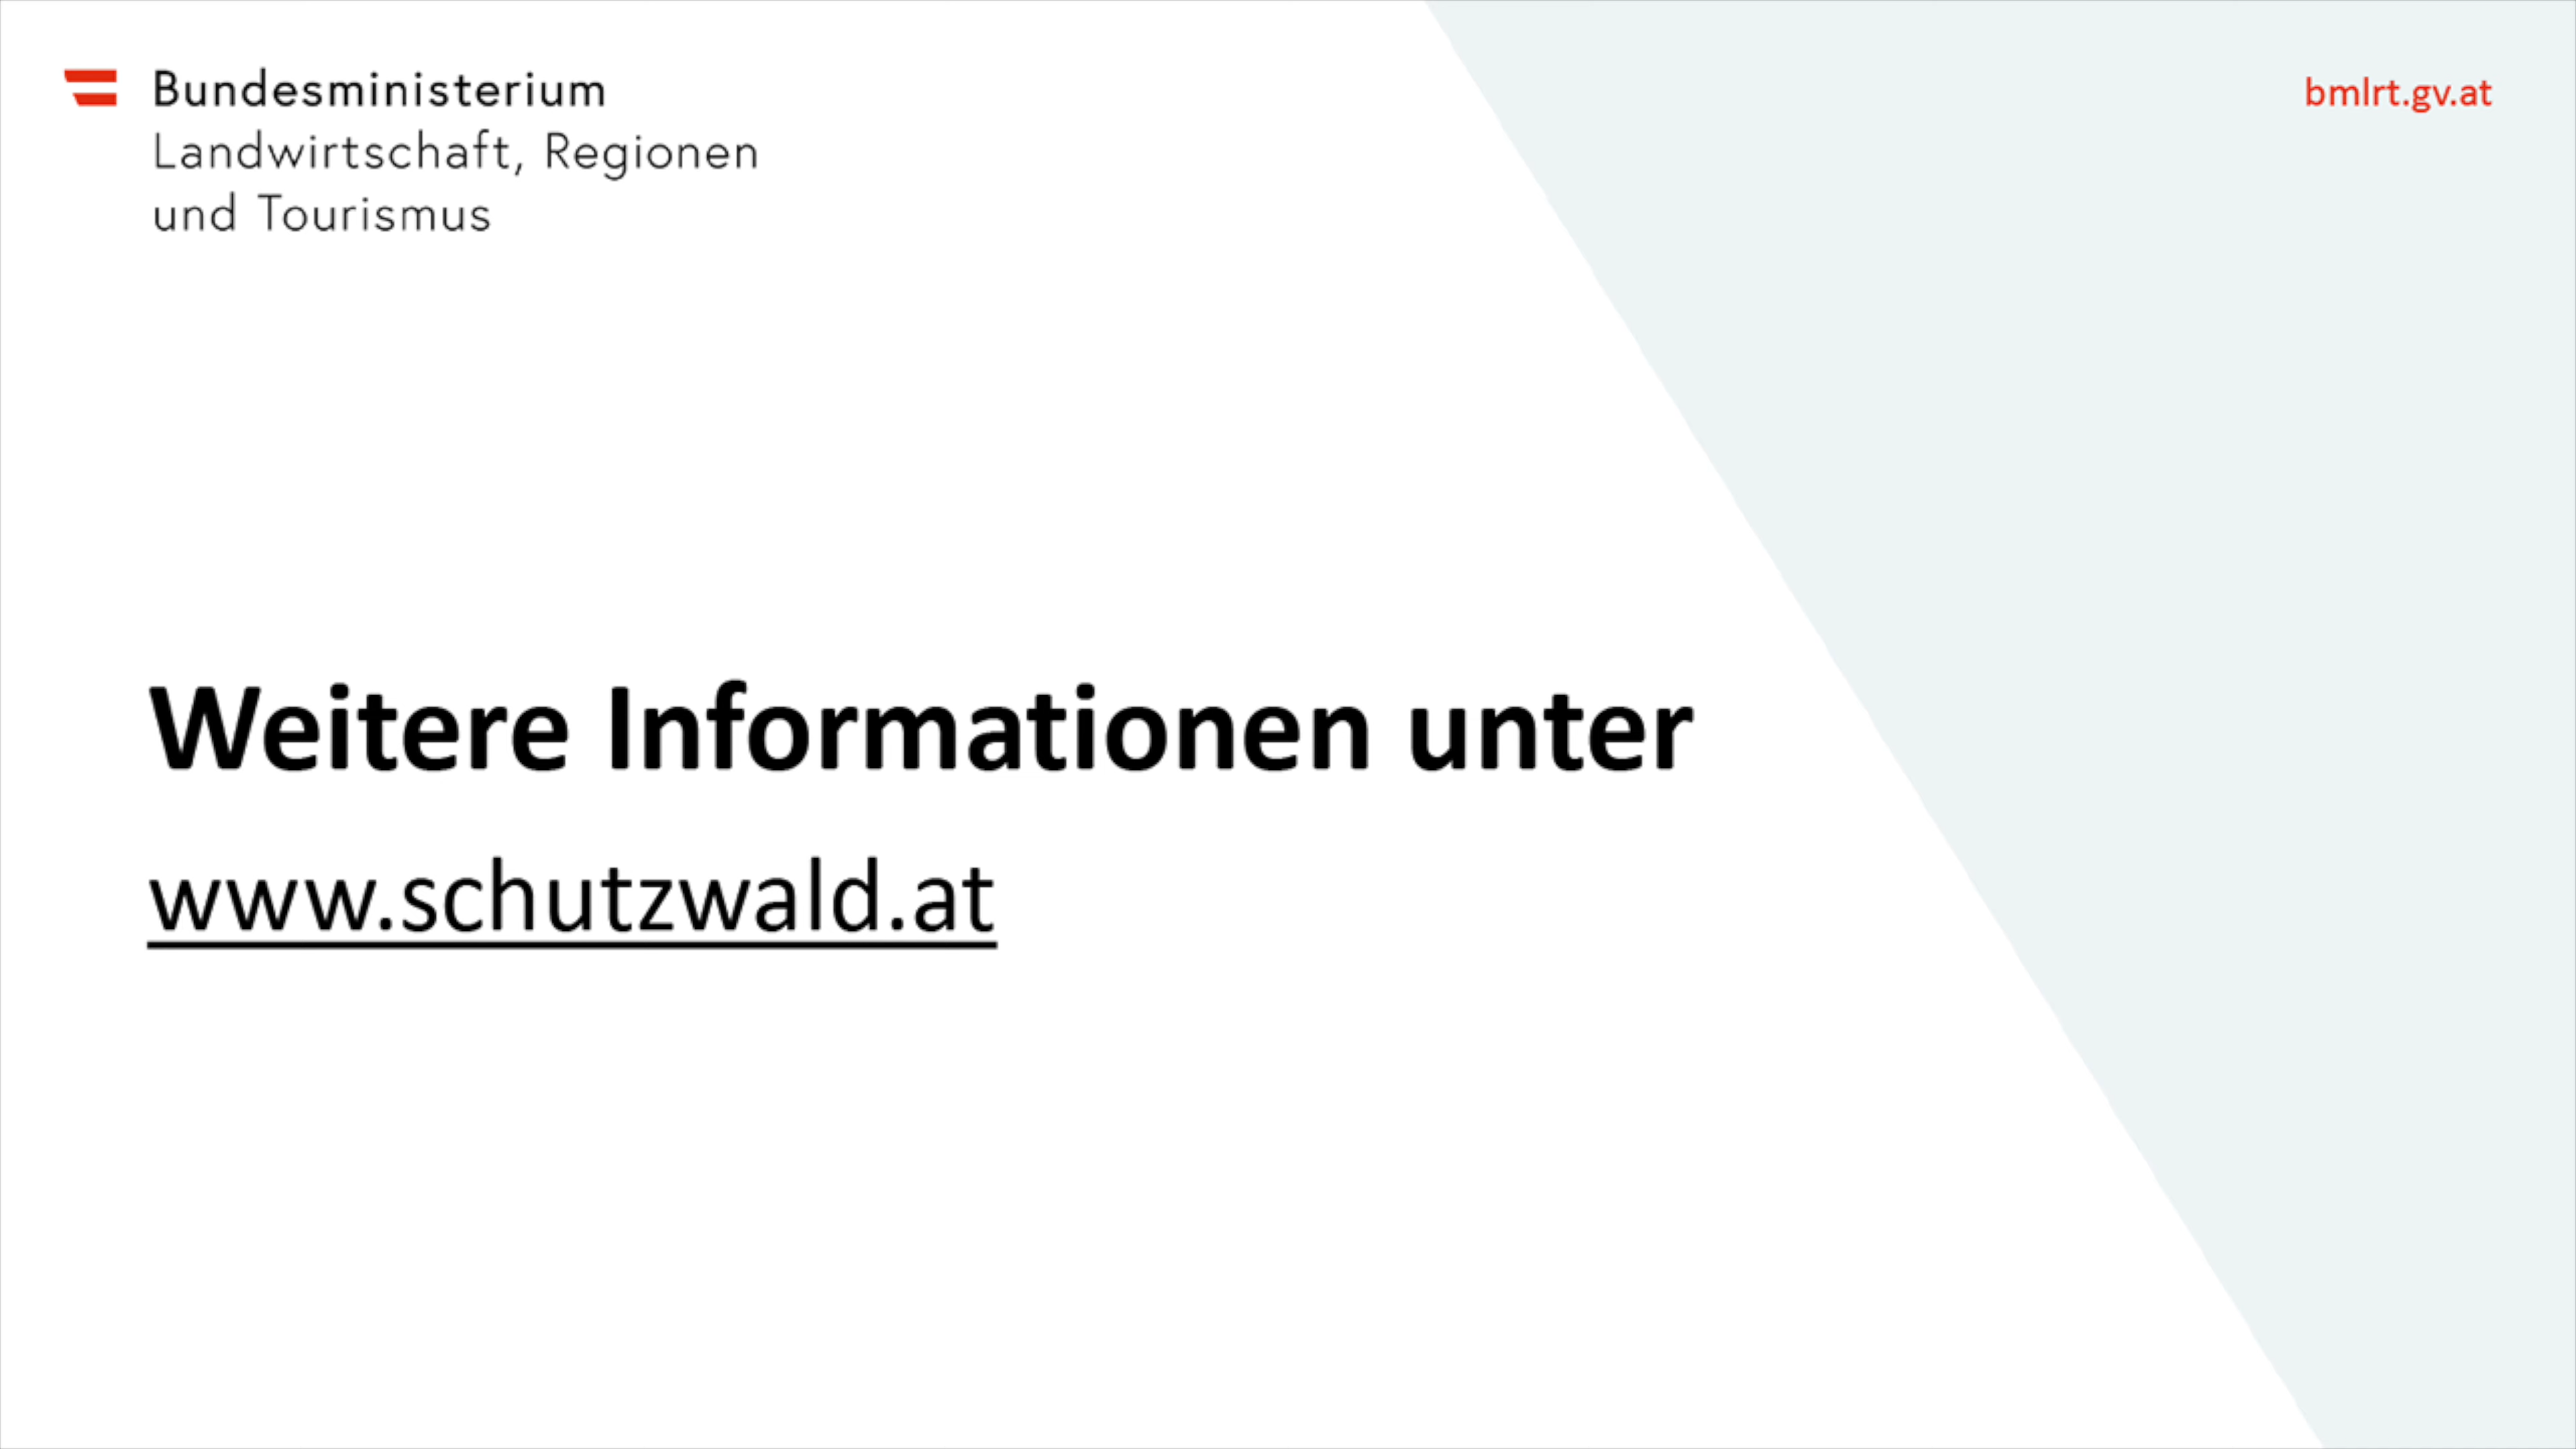 Bundesministerium
Landwirtschaft, Regionen
und Tourismus
bmlrt.gv.at
Weitere Informationen unter
www.schutzwald.at